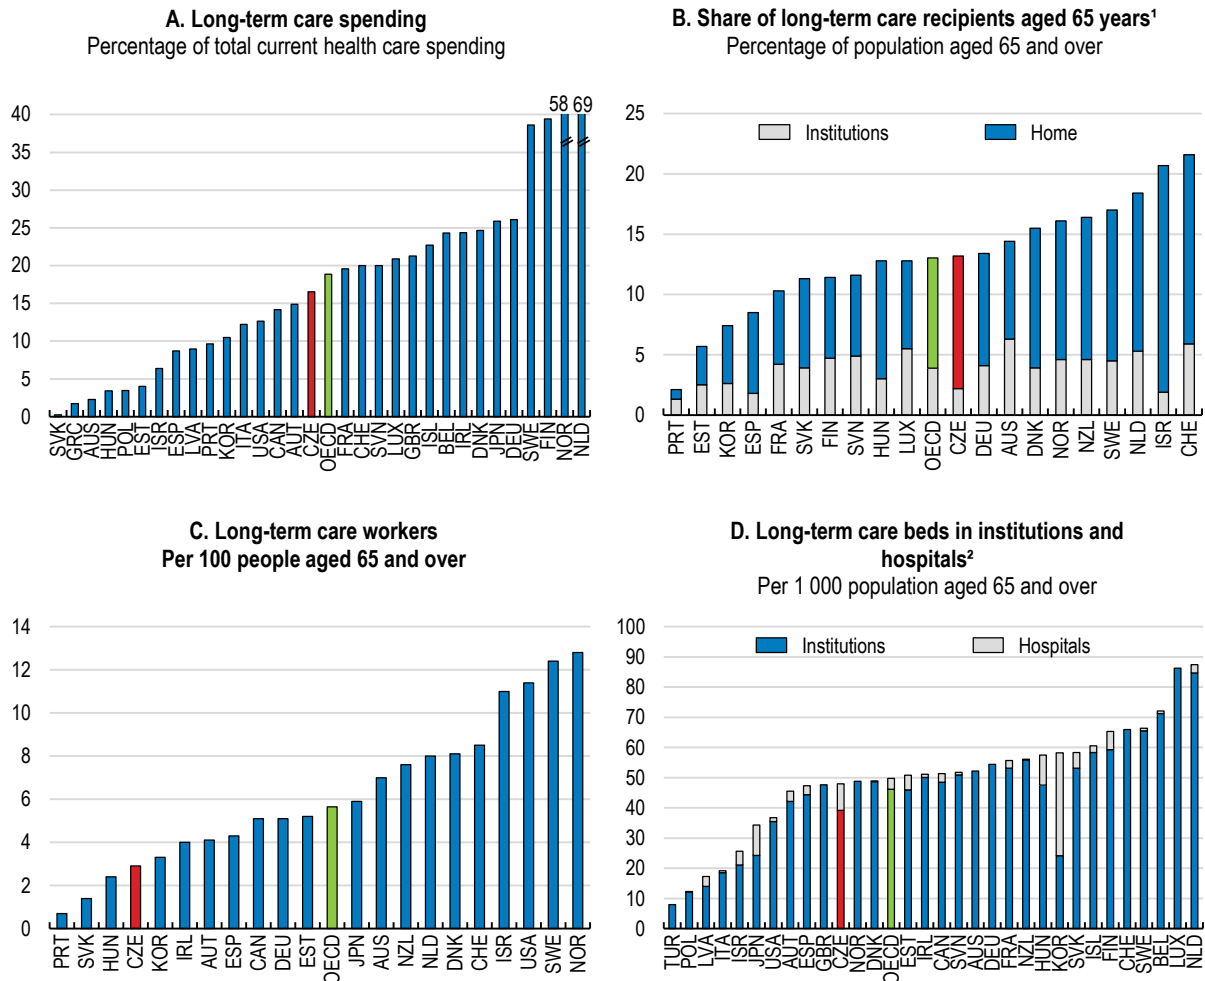 A. Long-term care spending
Percentage of total current health care spending
58 69
40
35
30
25
20
15
10
5
0
SVK GRC AUS HUN POL EST ISR ESP LVA PRT KOR ITA USA CAN AUT CZE OECD FRA CHE SVN LUX GBR ISL BEL IRL DNK JPN DEU SWE FIN NOR NLD
B. Share of long-term care recipients aged 65 years¹
Percentage of population aged 65 and over
Institutions Home
25
20
15
10
5
0
PRT EST KOR ESP FRA SVK FIN SVN HUN LUX OECD CZE DEU AUS DNK NOR NZL SWE NLD ISR CHE
C. Long-term care workers
Per 100 people aged 65 and over
14
12
10
8
6
4
2
0
PRT SVK HUN CZE KOR IRL AUT ESP CAN DEU EST OECD JPN AUS NZL NLD DNK CHE ISR USA SWE NOR
D. Long-term care beds in institutions and
hospitals²
Per 1 000 population aged 65 and over
Institutions Hospitals
100
90
80
70
60
50
40
30
20
10
0
TUR POL LVA ITA ISR JPN USA AUT ESP GBR CZE NOR DNK OECD EST IRL CAN SVN AUS DEU FRA NZL HUN KOR SVK ISL FIN CHE SWE BEL LUX NLD